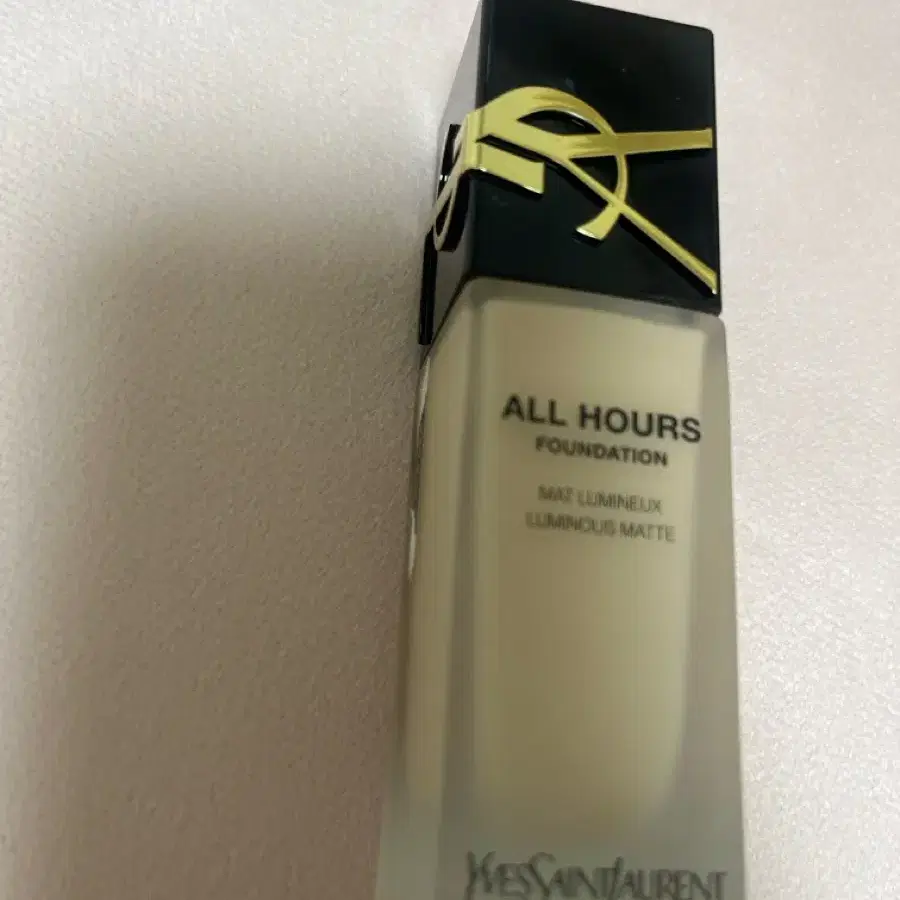 ALL HOURS
FOUNDATION
MAT LUMINEUX
LUMINOUS MATTE
YVESSAINTLAURENT